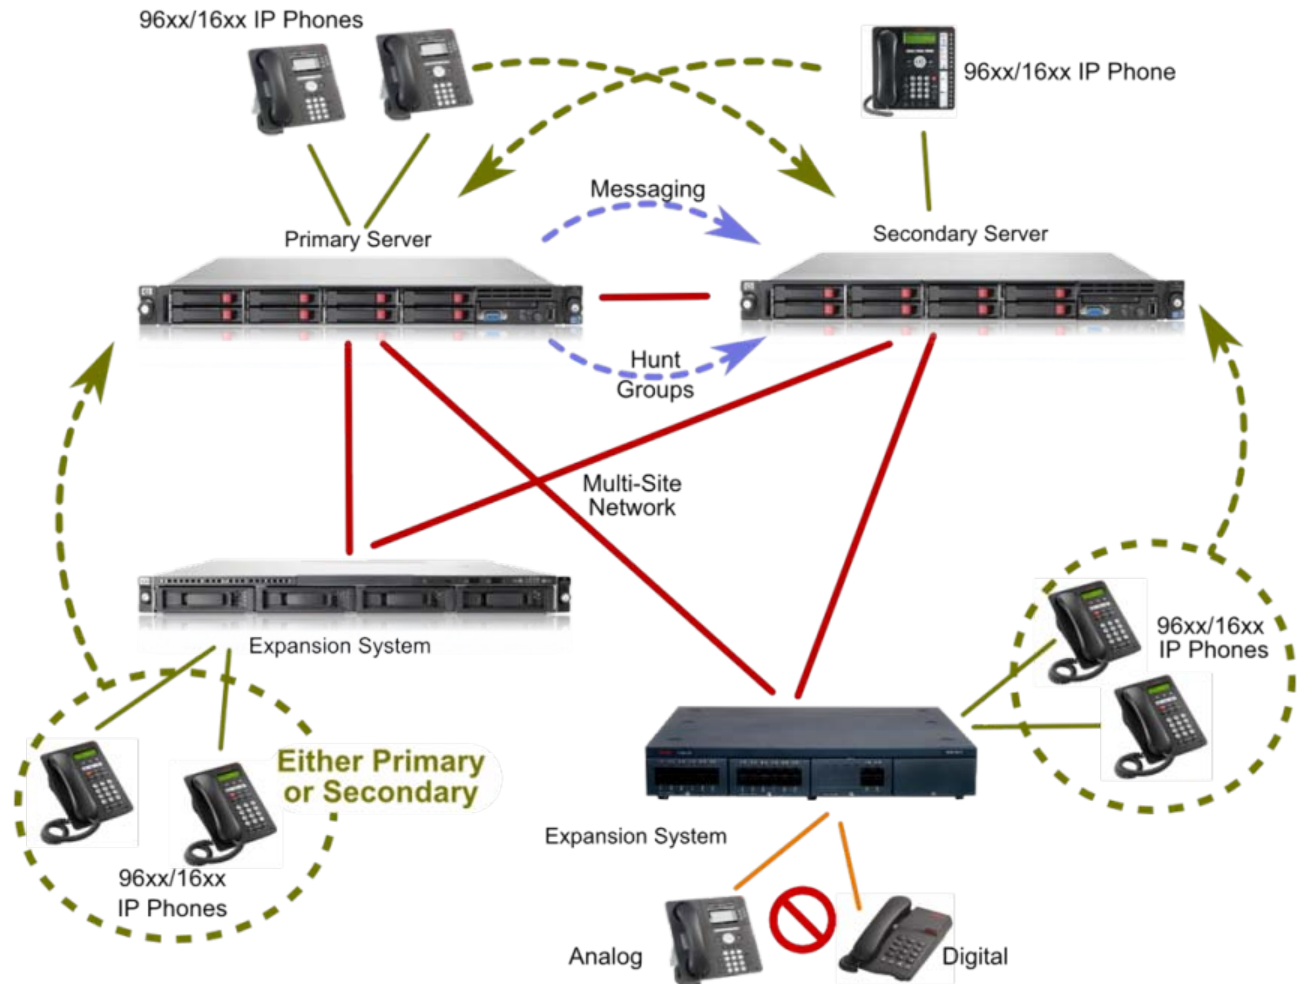 96xx/16xx IP Phones
96xx/16xx IP Phone
Messaging
Primary Server
Secondary Server
Hunt
Groups
Multi-Site
Network
Expansion System
96xx/16xx
IP Phones
Either Primary
or Secondary
Expansion System
96xx/16xx
IP Phones
Analog
Digital